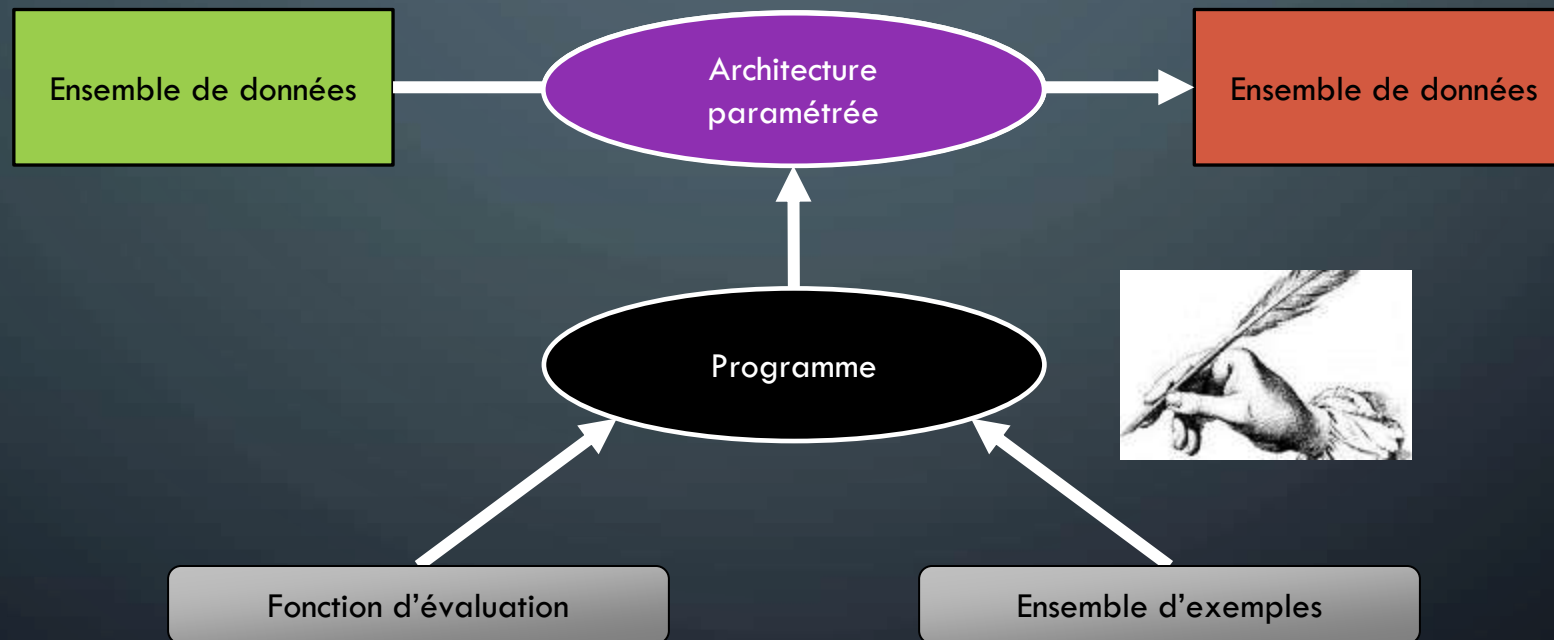 Ensemble de données
Architecture
paramétrée
Ensemble de données
Programme
Fonction d’évaluation
Ensemble d’exemples